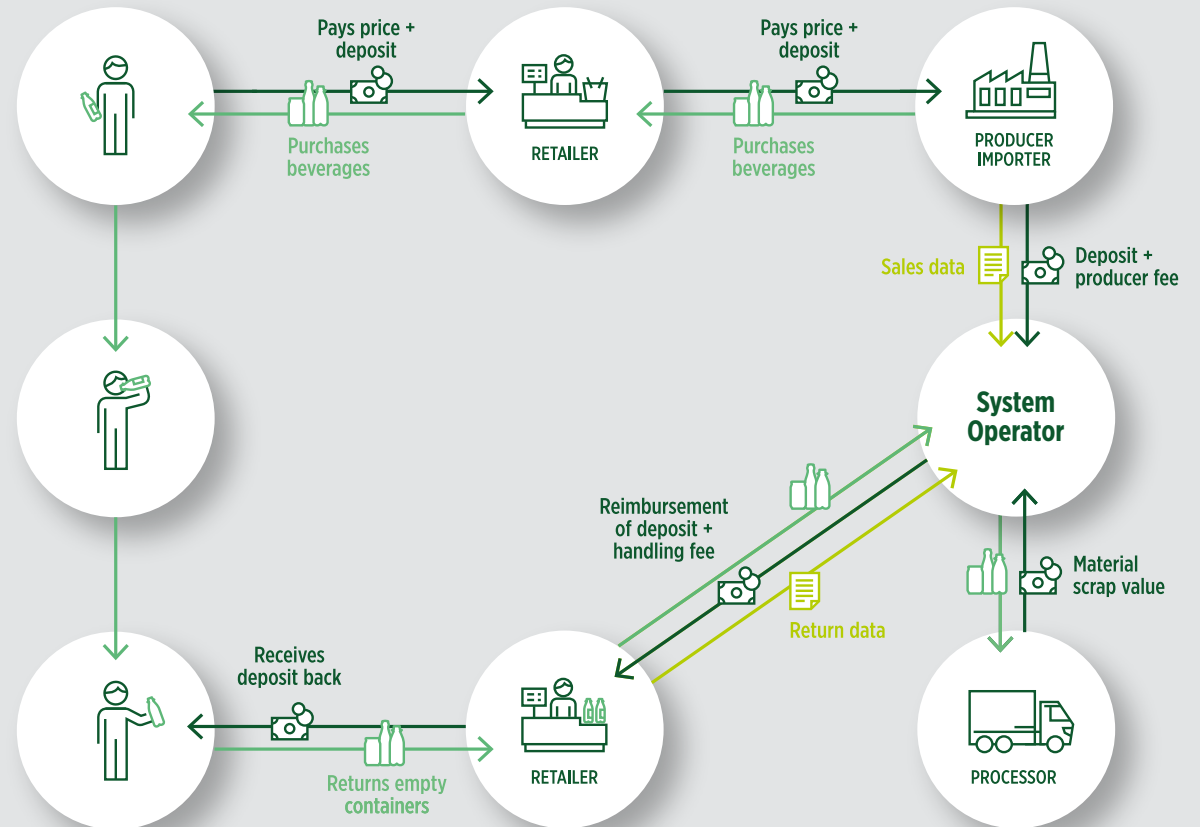 Pays price +
deposit
Pays price +
deposit
RETAILER
PRODUCER
IMPORTER
Purchases
beverages
Purchases
beverages
Sales data
Deposit +
producer fee
System
Operator
Reimbursement
of deposit +
handling fee
Material
scrap value
Return data
Receives
deposit back
RETAILER
PROCESSOR
Returns empty
containers